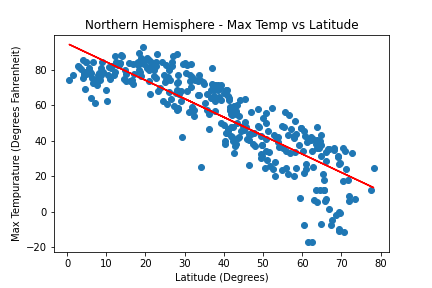 Northern Hemisphere - Max Temp vs Latitude
Max Tempurature (Degrees Fahrenheit)
80
60
40
20
0
−20
0 10 20 30 40 50 60 70 80
Latitude (Degrees)